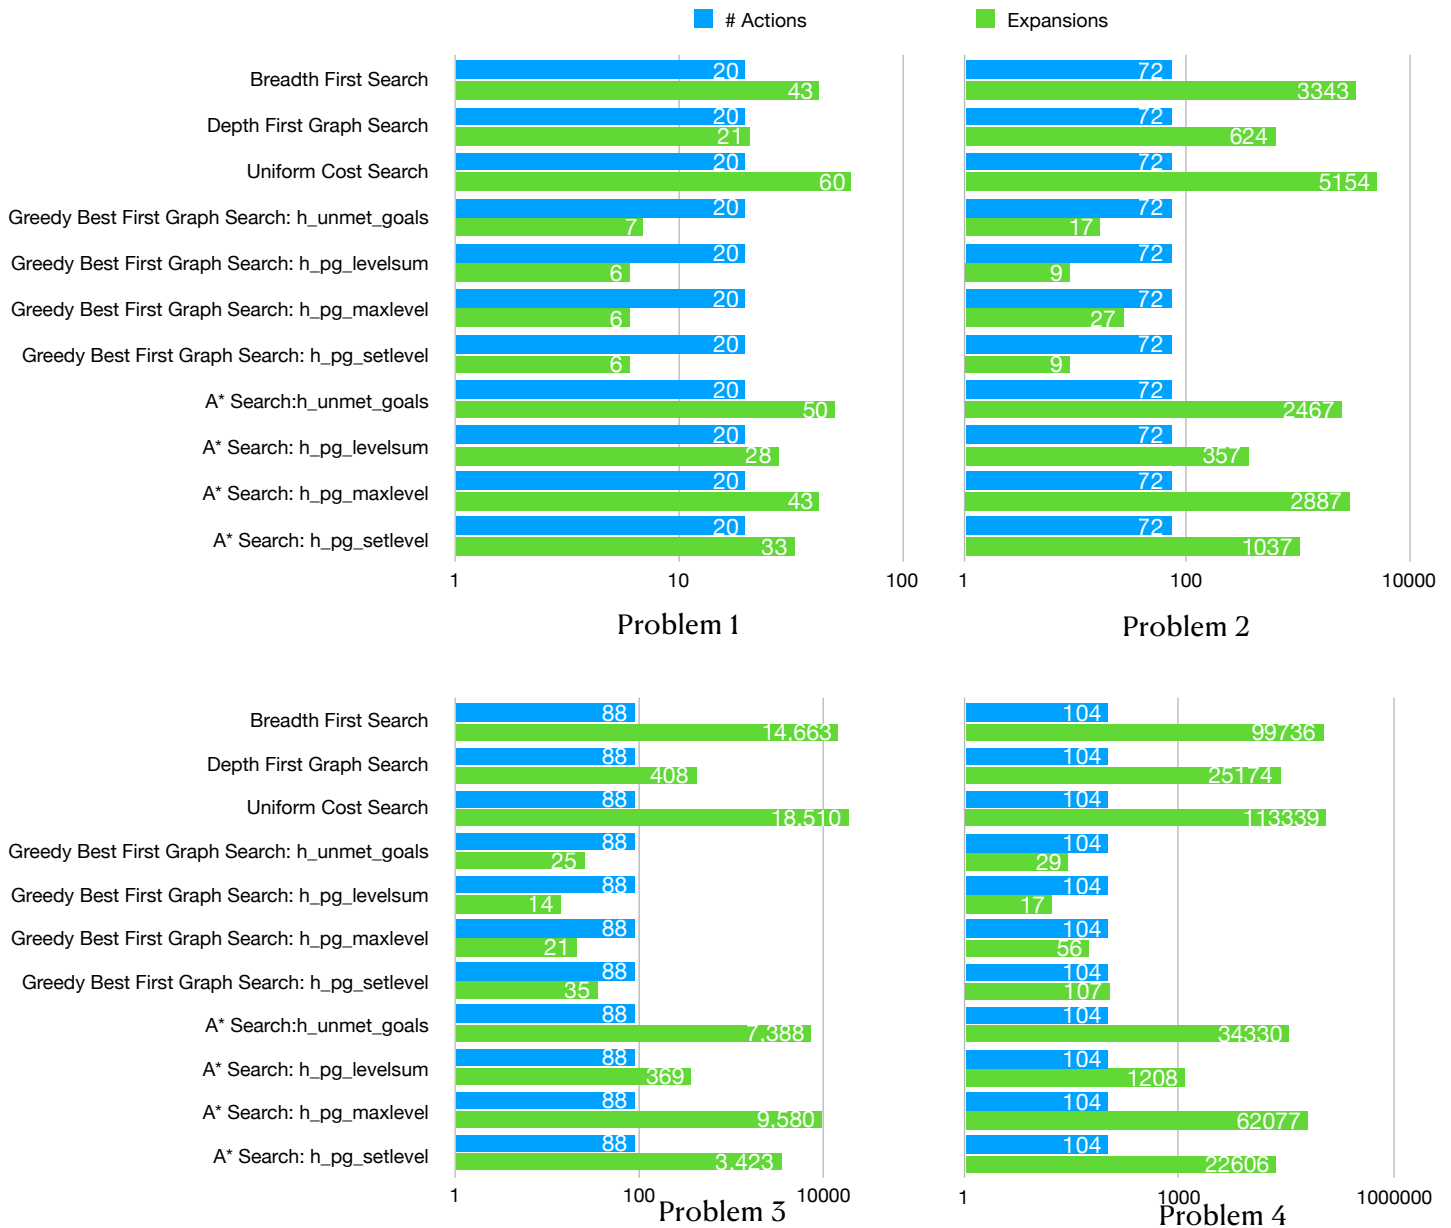 # Actions Expansions
Breadth First Search 20 72
43 3343
Depth First Graph Search 20 72
21 624
Uniform Cost Search 20 72
60 5154
Greedy Best First Graph Search: h_unmet_goals 20 72
7 17
Greedy Best First Graph Search: h_pg_levelsum 20 72
6 9
Greedy Best First Graph Search: h_pg_maxlevel 20 72
6 27
Greedy Best First Graph Search: h_pg_setlevel 20 72
6 9
A* Search:h_unmet_goals 20 72
50 2467
A* Search: h_pg_levelsum 20 72
28 357
A* Search: h_pg_maxlevel 20 72
43 2887
A* Search: h_pg_setlevel 20 72
33 1037
1 10 100 1 100 10000
Problem 1 Problem 2
Breadth First Search 88 104
14,663 99736
Depth First Graph Search 88 104
408 25174
Uniform Cost Search 88 104
18,510 113339
Greedy Best First Graph Search: h_unmet_goals 88 104
25 29
Greedy Best First Graph Search: h_pg_levelsum 88 104
14 17
Greedy Best First Graph Search: h_pg_maxlevel 88 104
21 56
Greedy Best First Graph Search: h_pg_setlevel 88 104
35 107
A* Search:h_unmet_goals 88 104
7,388 34330
A* Search: h_pg_levelsum 88 104
369 1208
A* Search: h_pg_maxlevel 88 104
9,580 62077
A* Search: h_pg_setlevel 88 104
3,423 22606
1 100 10000 1 1000 1000000
Problem 3 Problem 4